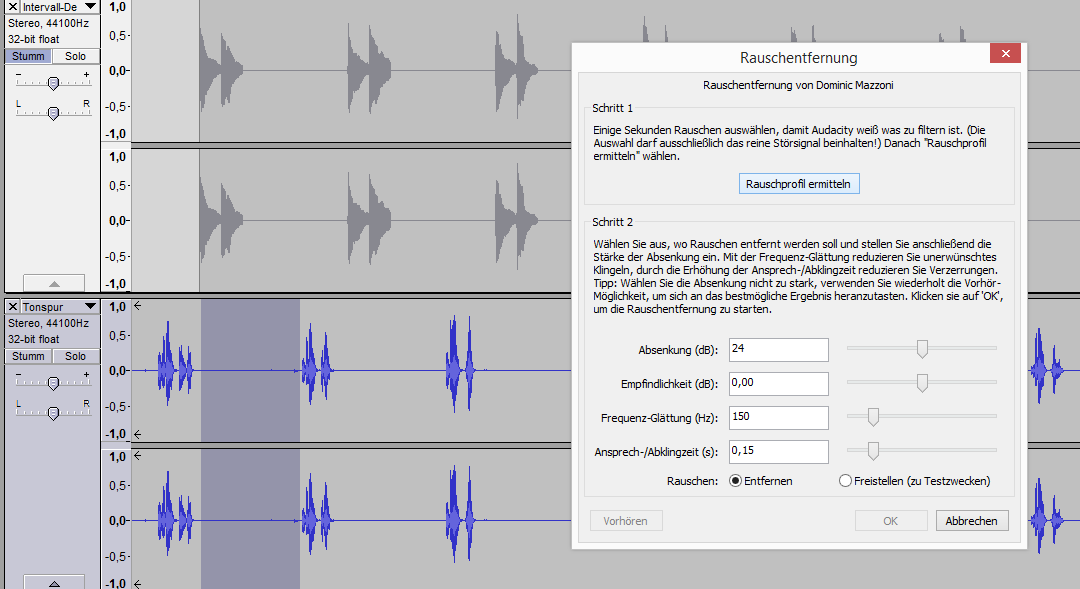 Intervall-De
Stereo, 44100Hz
32-bit float
Stumm Solo
- +
L R
1,0
0,5-
0,0-
-0,5-
-1,0
1,0
0,5-
0,0-
-0,5-
-1,0
Tonspur
Stereo, 44100Hz
32-bit float
Stumm Solo
- +
L R
1,0
0,5-
0,0-
-0,5-
-1,0
1,0
0,5-
0,0-
-0,5-
-1,0
Rauschentfernung
Rauschentfernung von Dominic Mazzoni
Schritt 1
Einige Sekunden Rauschen auswählen, damit Audacity weiß was zu filtern ist. (Die
Auswahl darf ausschließlich das reine Störsignal beinhalten!) Danach "Rauschprofil
ermitteln" wählen.
Rauschprofil ermitteln
Schritt 2
Wählen Sie aus, wo Rauschen entfernt werden soll und stellen Sie anschließend die
Stärke der Absenkung ein. Mit der Frequenz-Glättung reduzieren Sie unerwünschtes
Klingeln, durch die Erhöhung der Ansprech-/Abklingzeit reduzieren Sie Verzerrungen.
Tipp: Wählen Sie die Absenkung nicht zu stark, verwenden Sie wiederholt die Vorhör-
Möglichkeit, um sich an das bestmögliche Ergebnis heranzutasten. Klicken sie auf 'OK',
um die Rauschentfernung zu starten.
Absenkung (dB): 24
Empfindlichkeit (dB): 0,00
Frequenz-Glättung (Hz): 150
Ansprech-/Abklingzeit (s): 0,15
Rauschen: Entfernen Freistellen (zu Testzwecken)
Vorhören OK Abbrechen